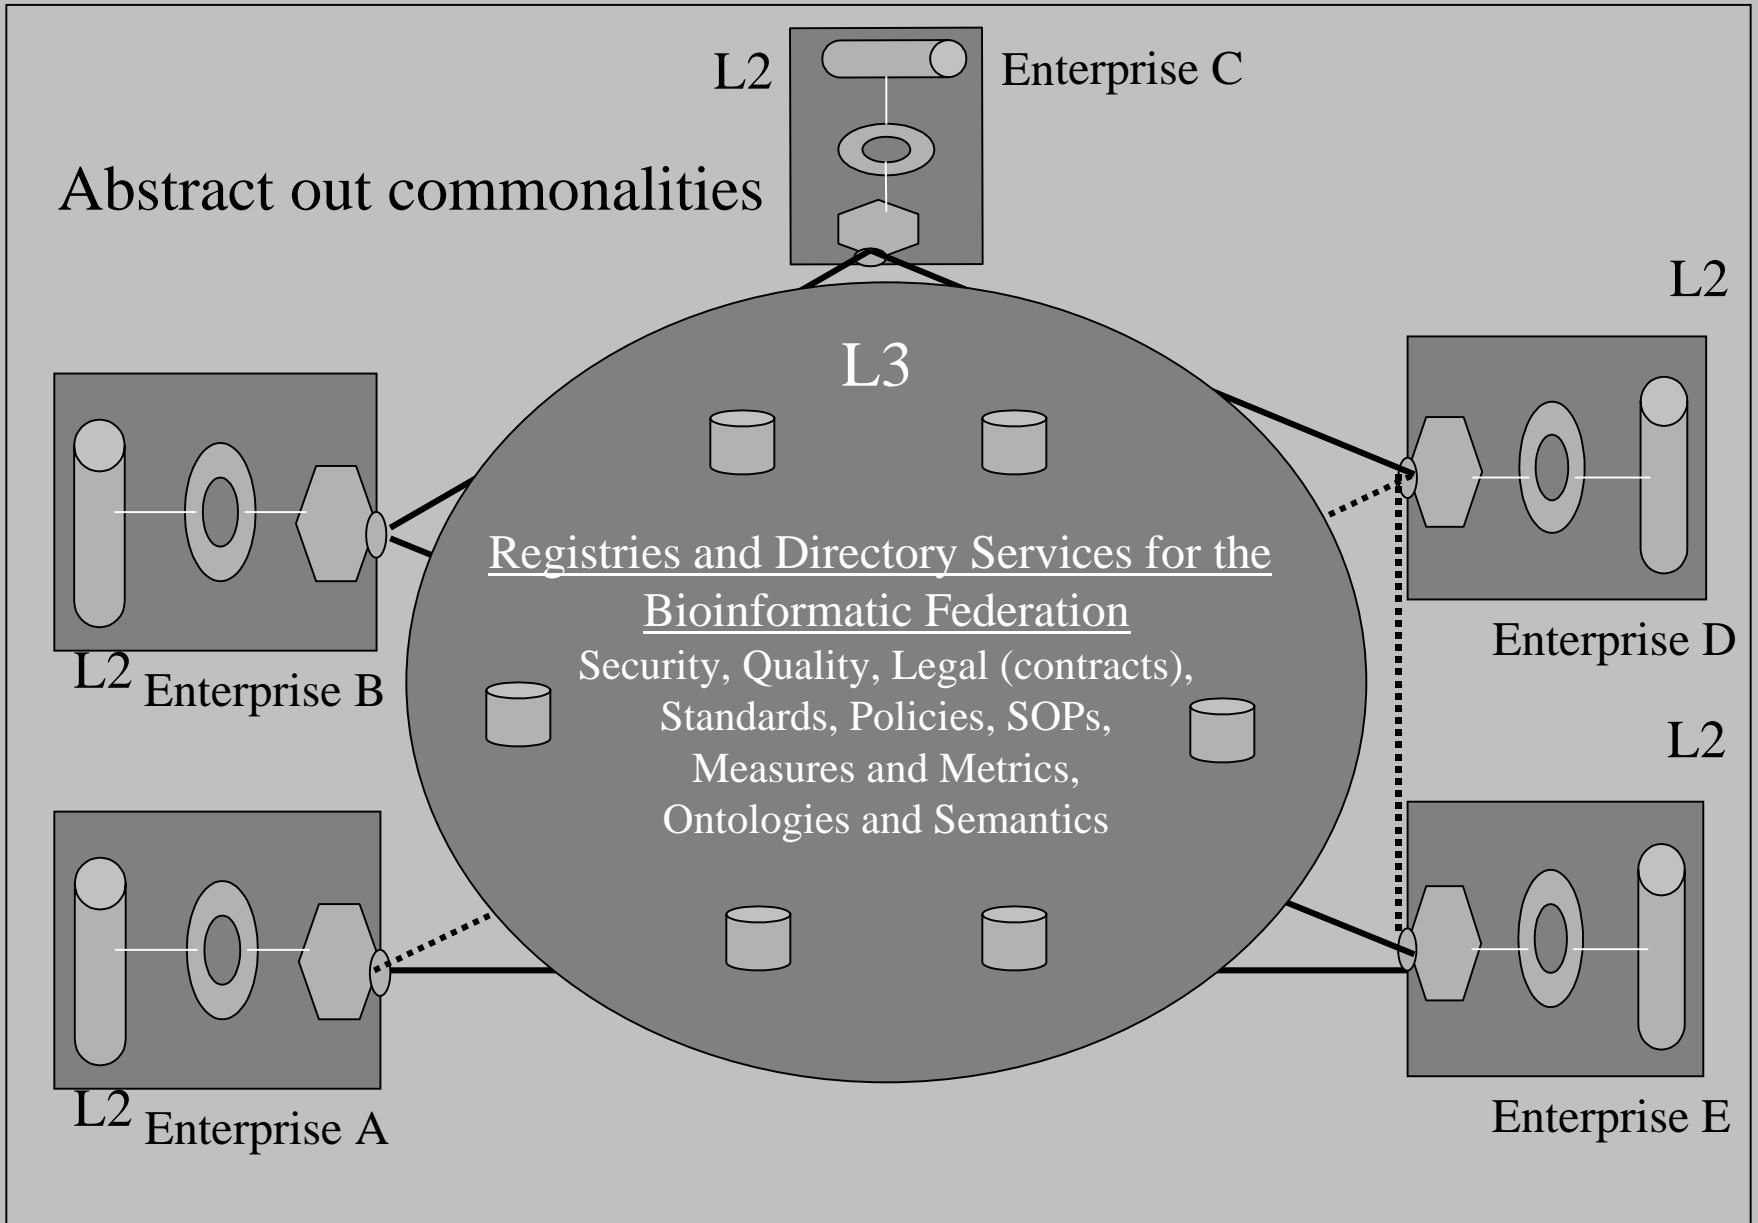 L2
Enterprise C
Abstract out commonalities
L2
L3
Registries and Directory Services for the
Bioinformatic Federation
Security, Quality, Legal (contracts),
Standards, Policies, SOPs,
Measures and Metrics,
Ontologies and Semantics
Enterprise D
L2
Enterprise B
L2
L2
Enterprise A
Enterprise E